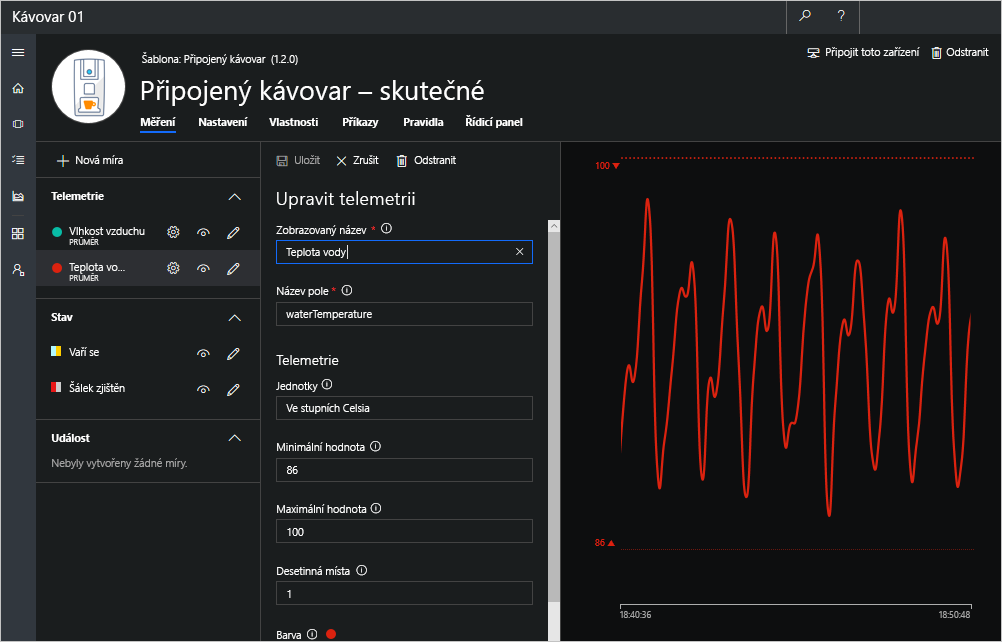 Kávovar 01
?
Šablona: Připojený kávovar (1.2.0)
Připojit toto zařízení
Odstranit
Připojený kávovar – skutečné
Měření
Nastavení
Vlastnosti
Příkazy
Pravidla
Řídicí panel
Nová míra
Telemetrie
Vlhkost vzduchu
PRŮMĚR
Teplota vo...
PRŮMĚR
Stav
Vaří se
Šálek zjištěn
Událost
Nebyly vytvořeny žádné míry.
Uložit
Zrušit
Odstranit
Upravit telemetrii
Zobrazovaný název *
Teplota vody
Název pole *
waterTemperature
Telemetrie
Jednotky
Ve stupních Celsia
Minimální hodnota
86
Maximální hodnota
100
Desetinná místa
1
Barva
100
86
18:40:36
18:50:48